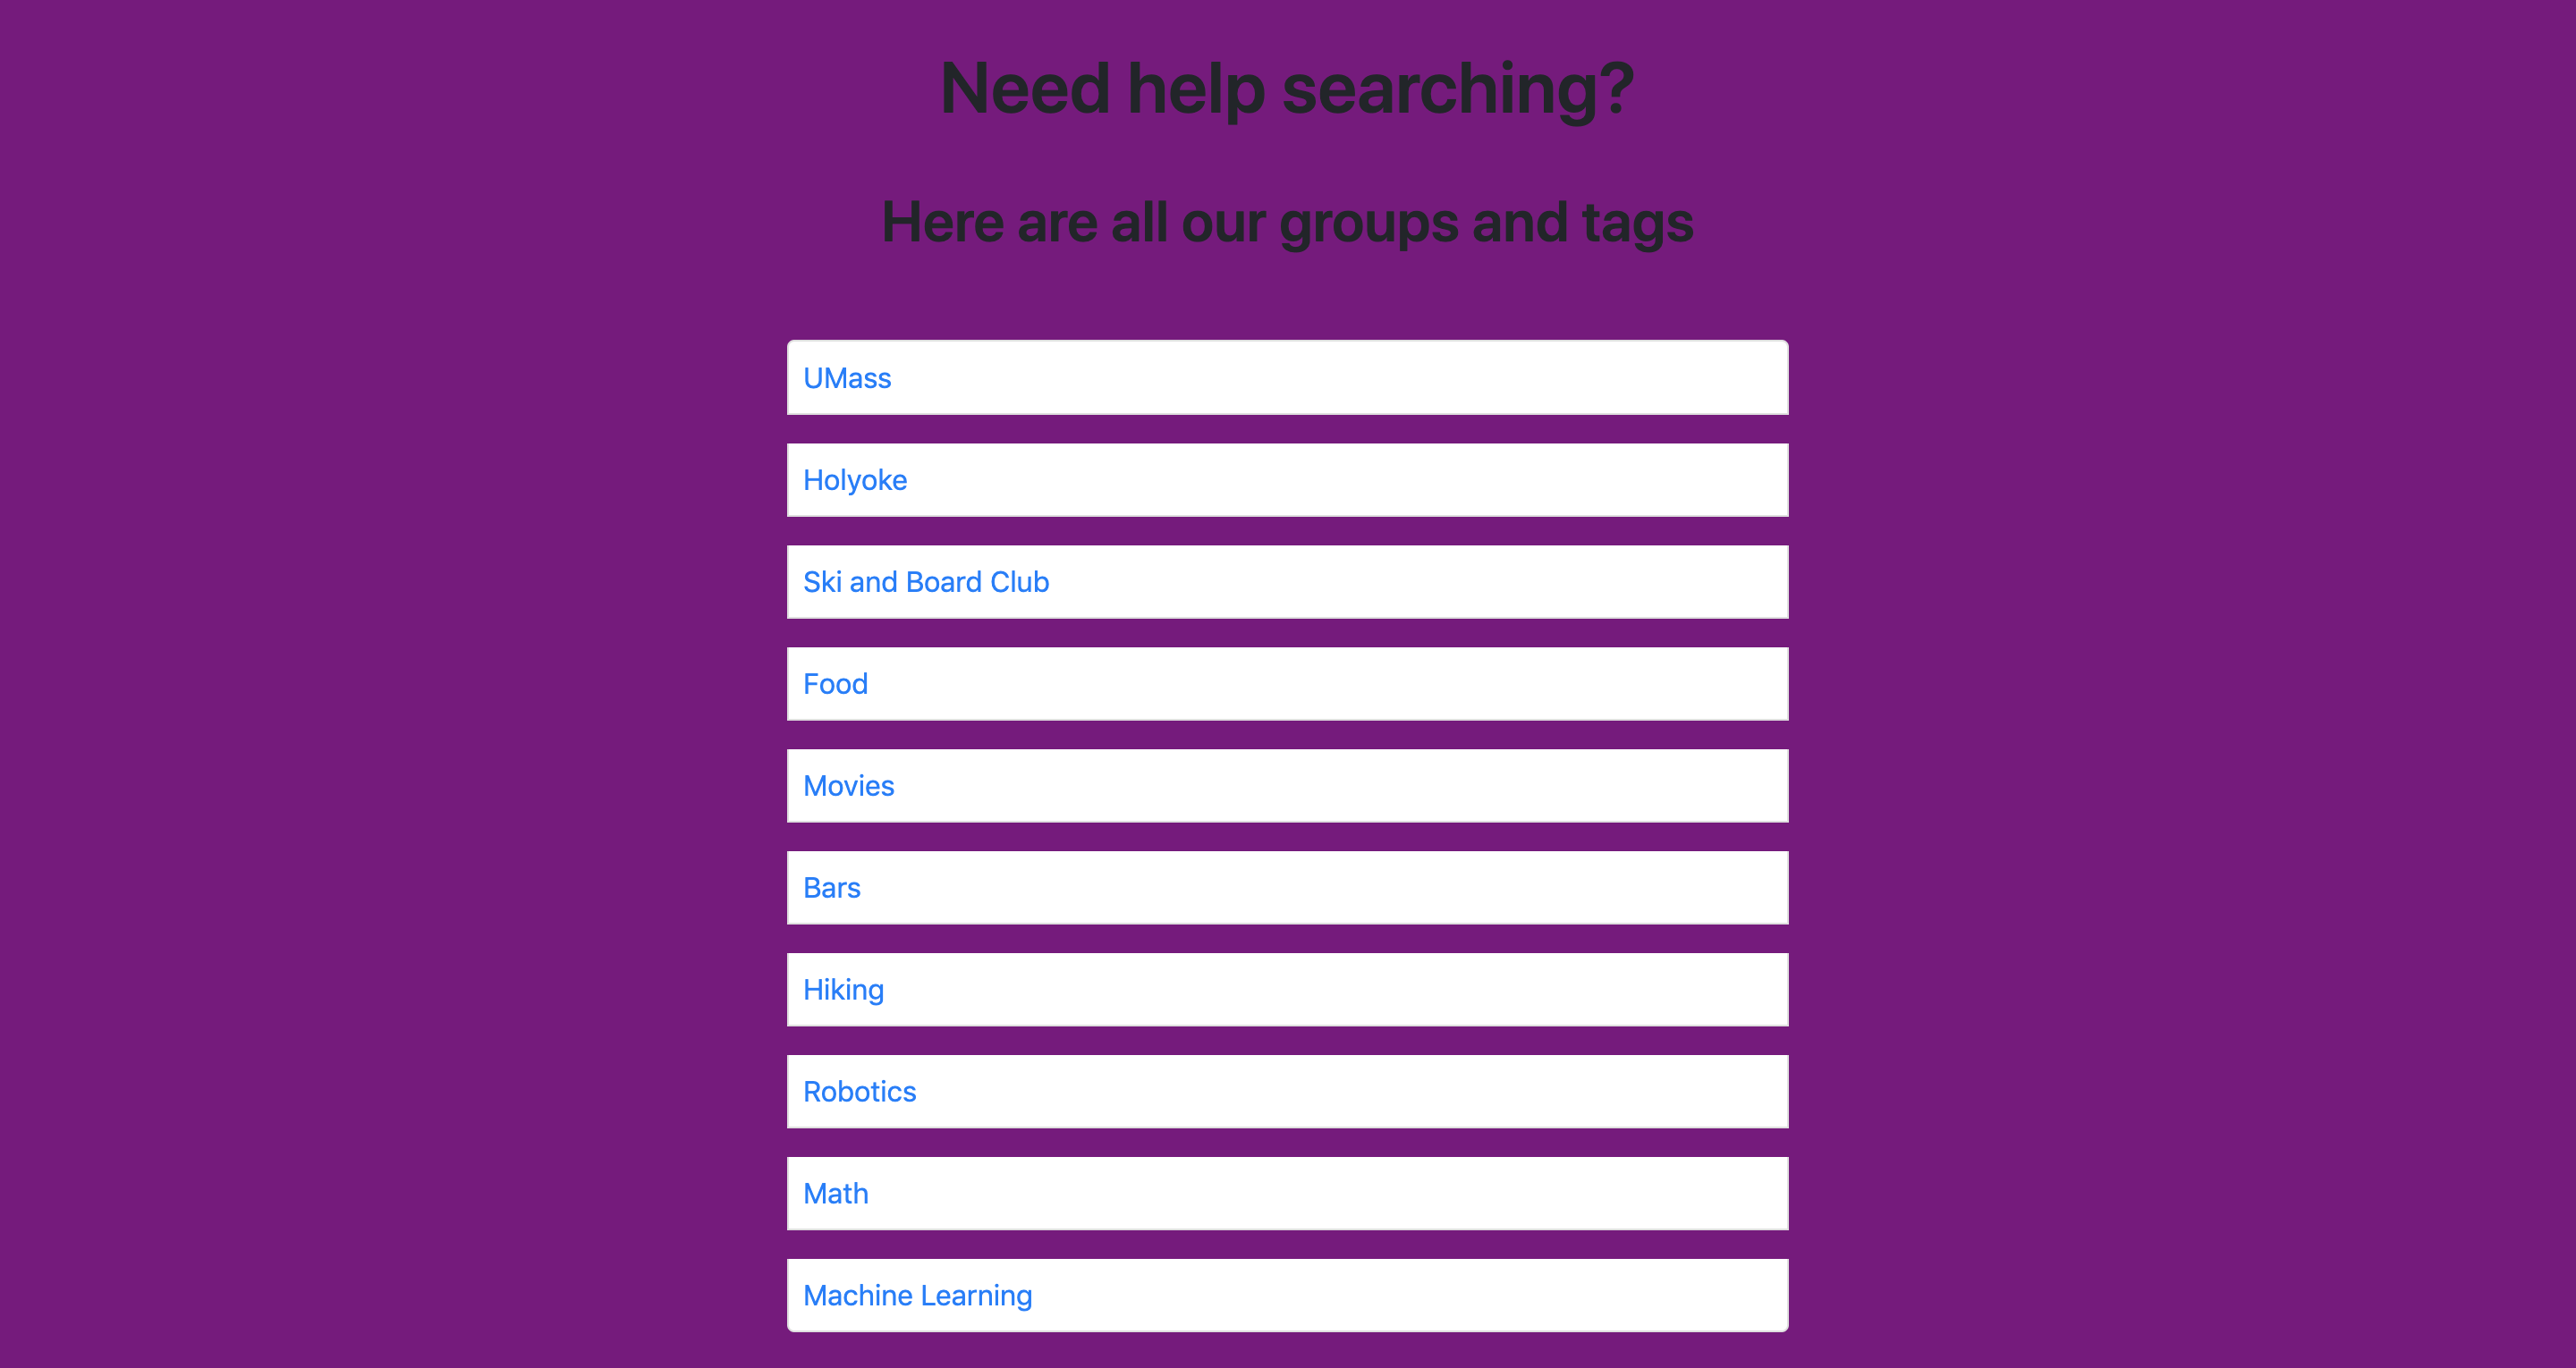 Need help searching?
Here are all our groups and tags
UMass
Holyoke
Ski and Board Club
Food
Movies
Bars
Hiking
Robotics
Math
Machine Learning